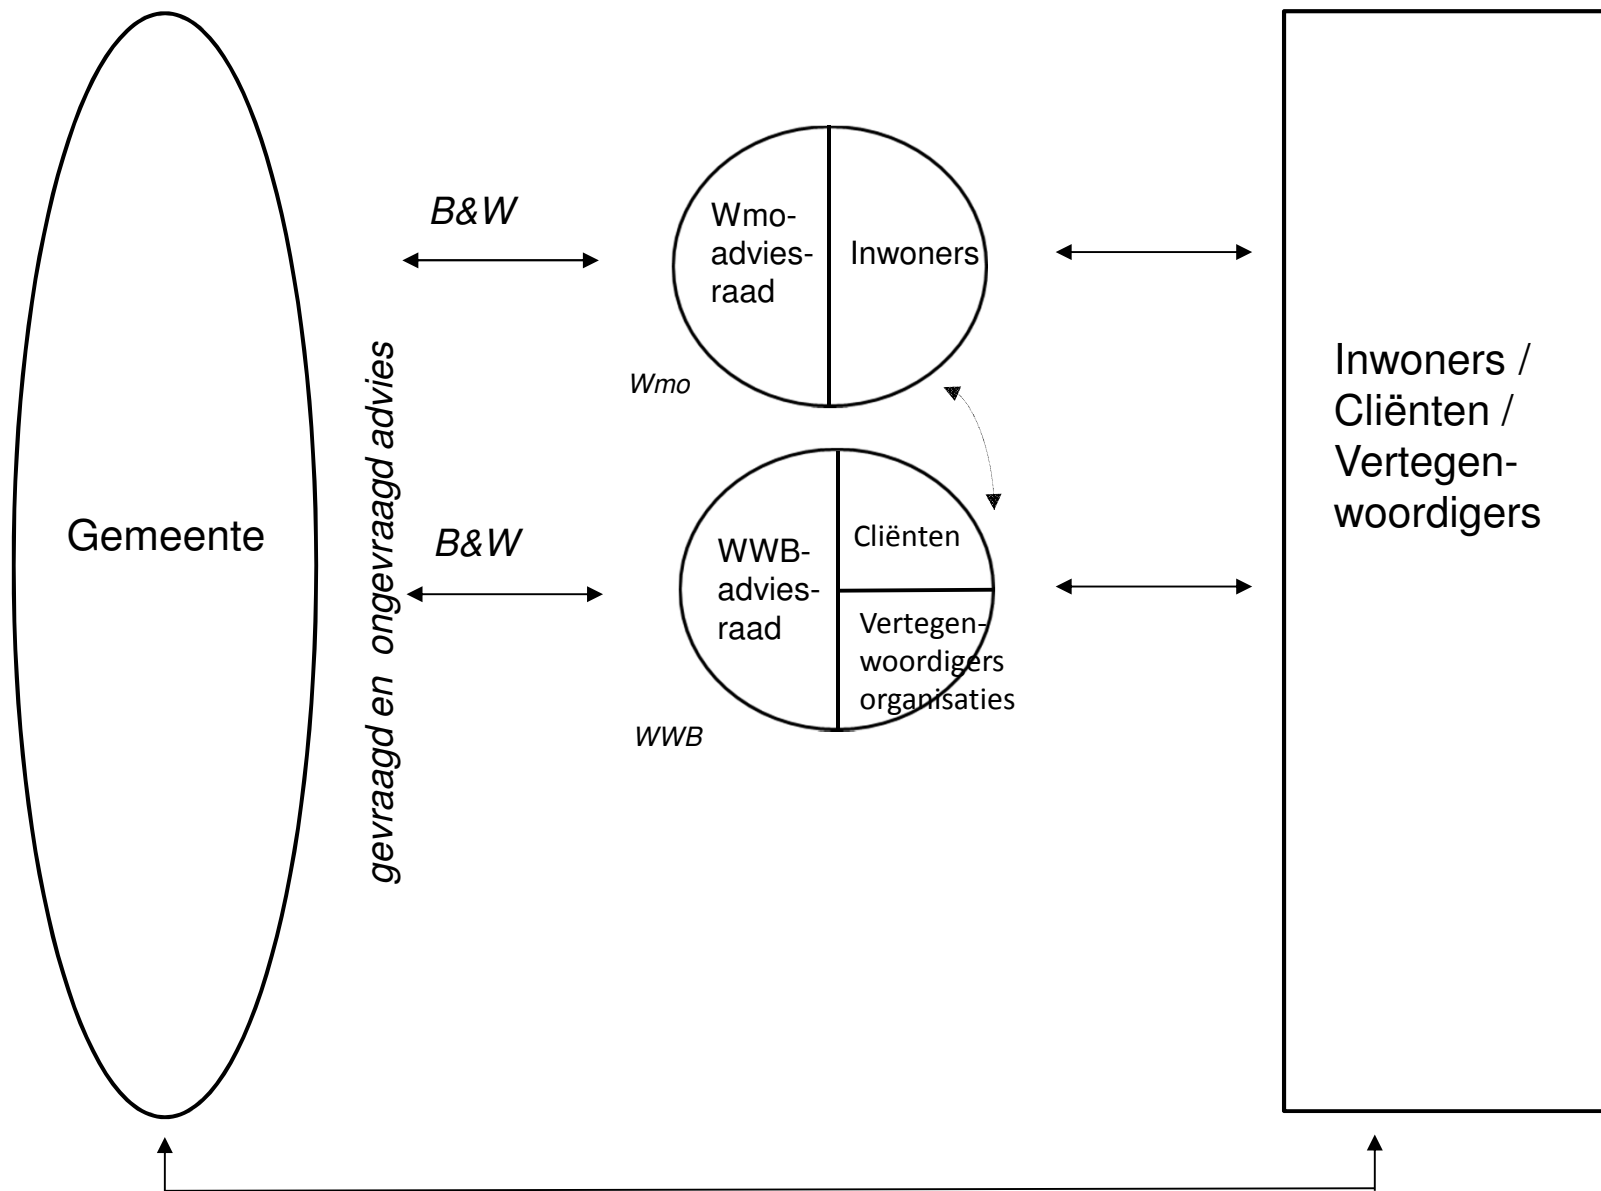 Gemeente
B&W
gevraagd en ongevraagd advies
B&W
Wmo-
advies-
raad
Inwoners
Wmo
WWB-
advies-
raad
Cliënten
Vertegen-
woordigers
organisaties
WWB
Inwoners /
Cliënten /
Vertegen-
woordigers